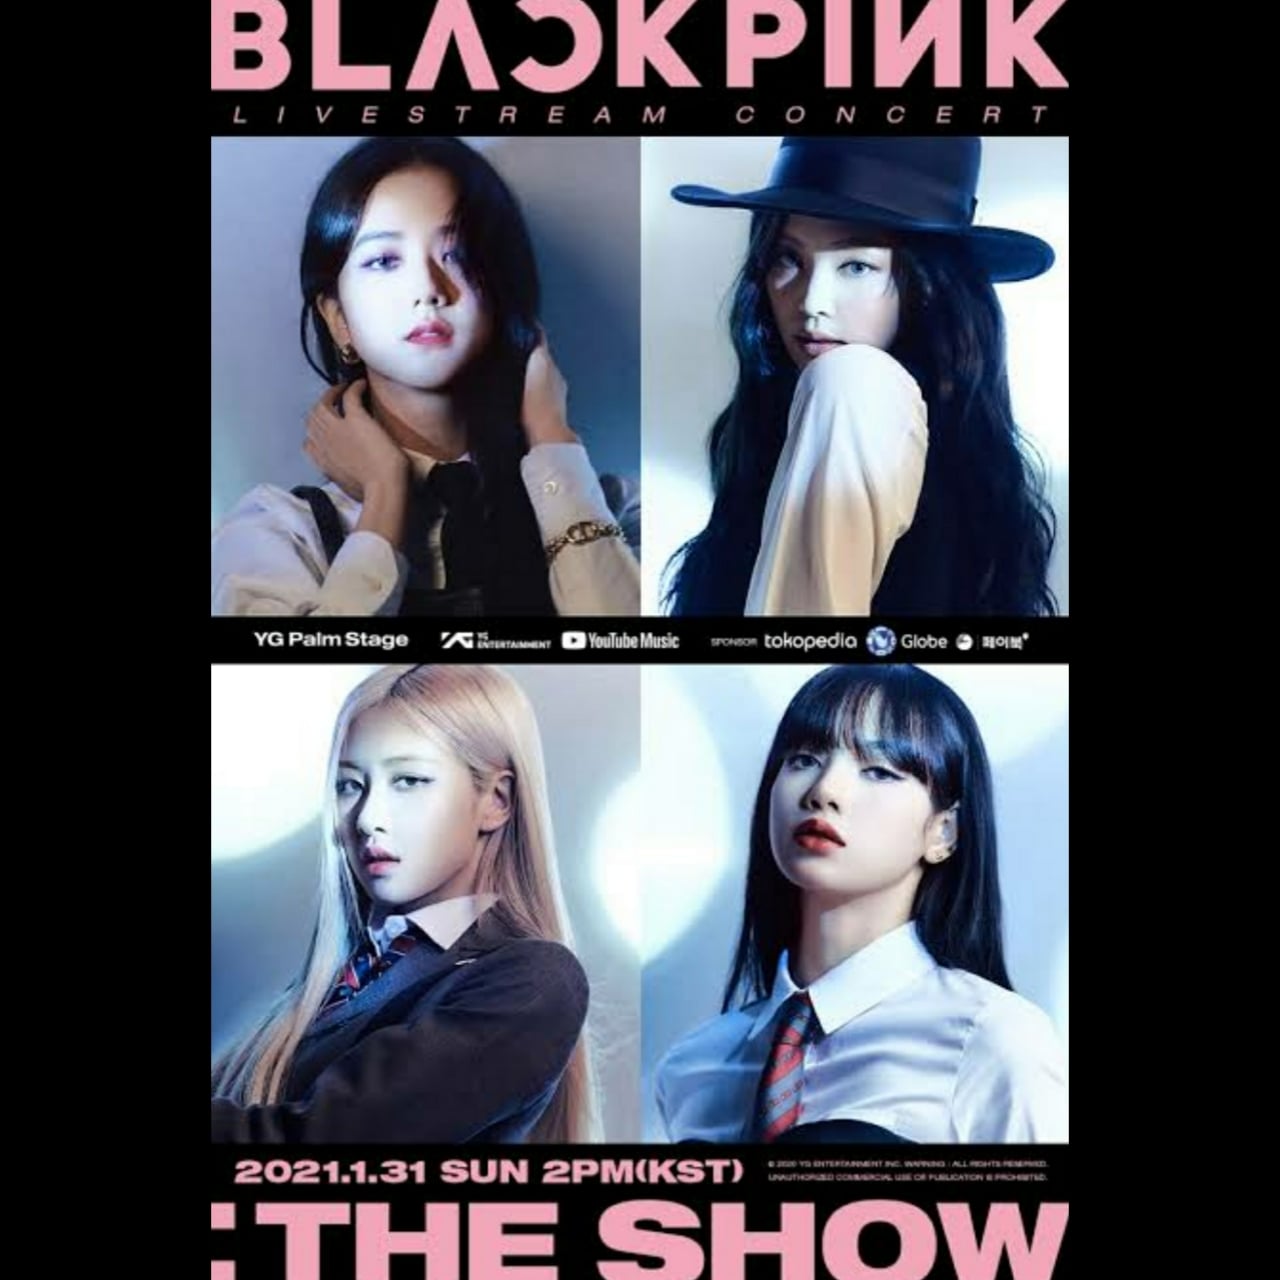 BLACKPINK
LIVESTREAM CONCERT
YG Palm Stage YG YG ENTERTAINMENT YouTube Music SPONSOR tokopedia Globe 페이북
2021.1.31 SUN 2PM(KST)
© 2020 YG ENTERTAINMENT INC. WARNING : ALL RIGHTS RESERVED.
UNAUTHORIZED COMMERCIAL USE OR PUBLICATION IS PROHIBITED.
:THE SHOW